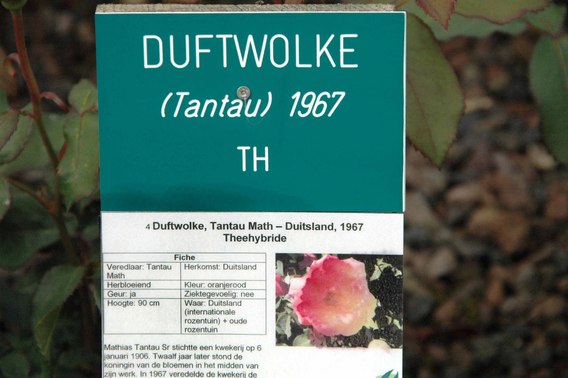 DUFTWOLKE
(Tantau) 1967
TH
4 Duftwolke, Tantau Math – Duitsland, 1967
Theehybride
Fiche
Veredlaar: Tantau Math
Herkomst: Duitsland
Herbloeiend
Kleur: oranjerood
Geur: ja
Ziektegevoelig: nee
Hoogte: 90 cm
Waar: Duitsland
(internationale
rozentuin) + oude
rozentuin
Mathias Tantau Sr stichtte een kwekerij op 6
januari 1906. Twaalf jaar later stond de
koningin van de bloemen in het midden van
zijn werk. In 1967 veredelde de kwekerij de